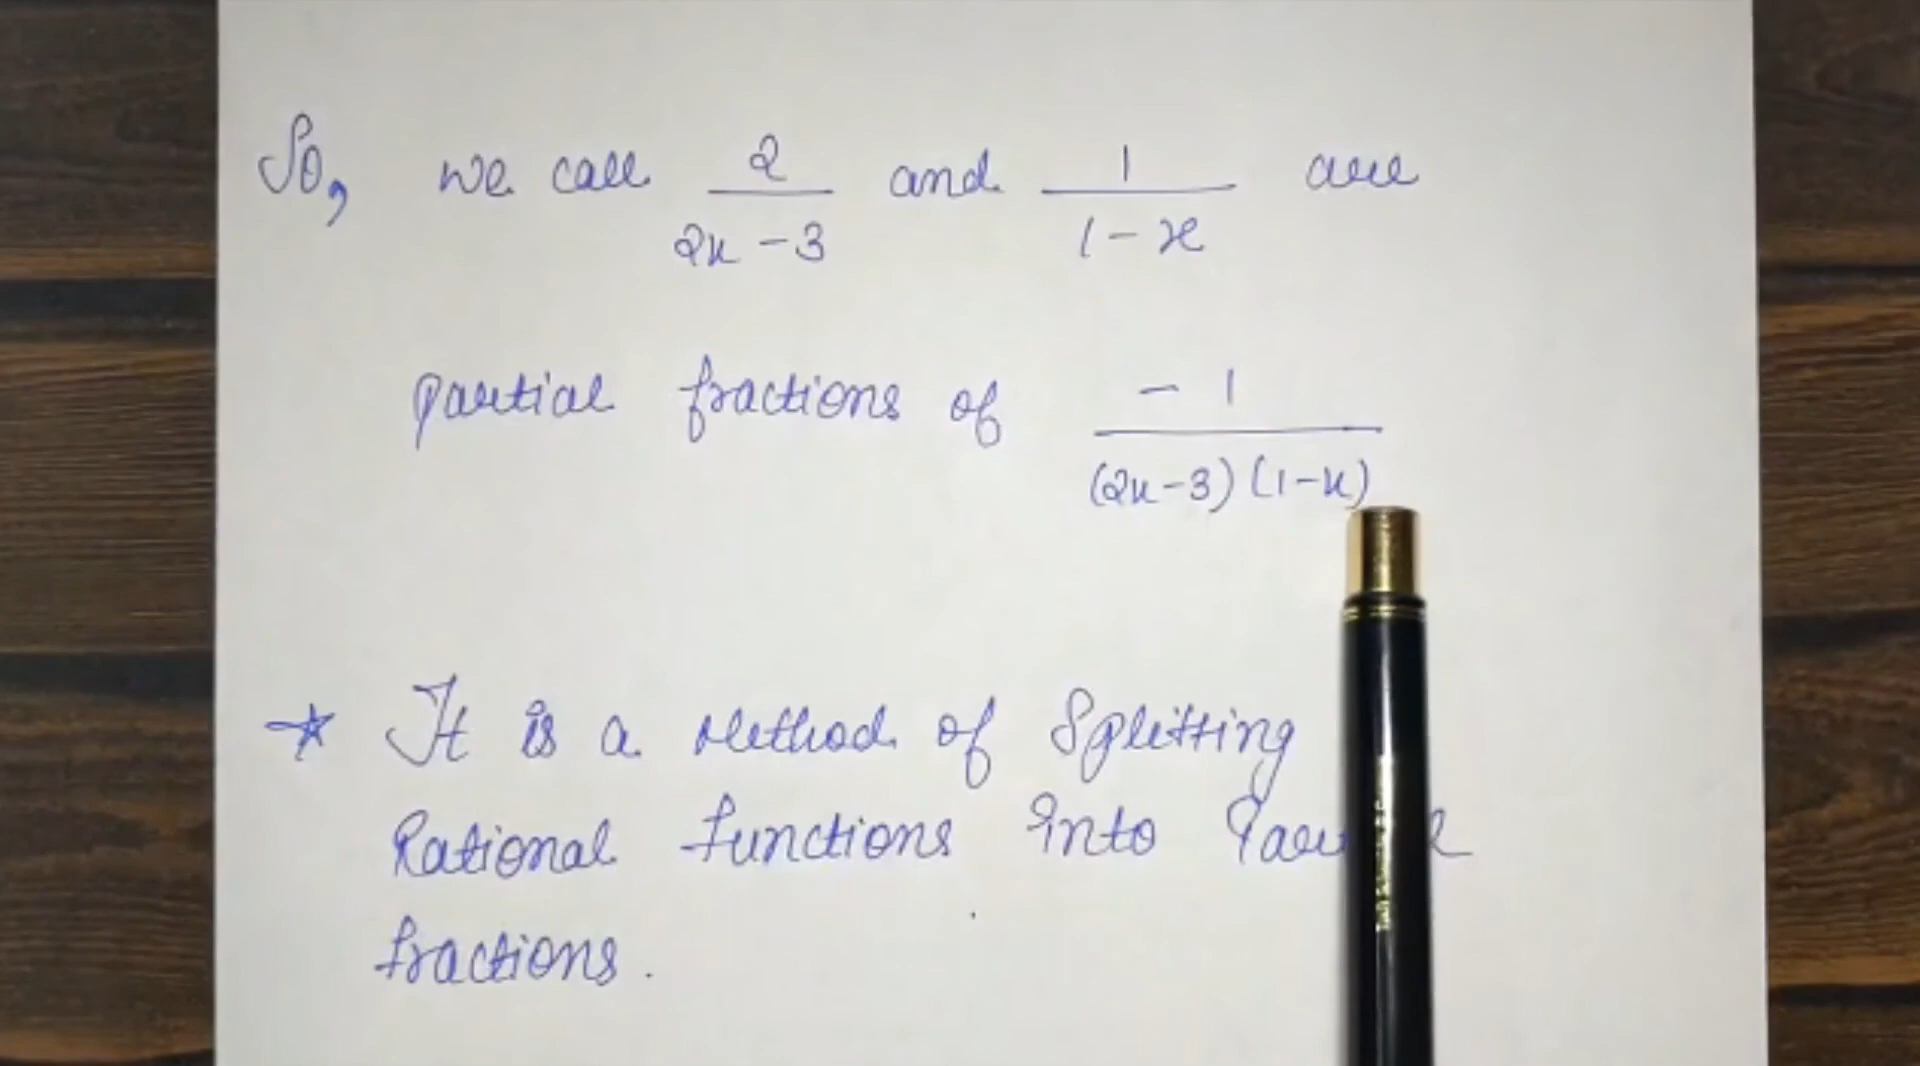 So, we call 2/(2x-3) and 1/(1-x) are
partial fractions of -1/((2x-3)(1-x))
* It is a Method of Splitting
Rational functions into
fractions.